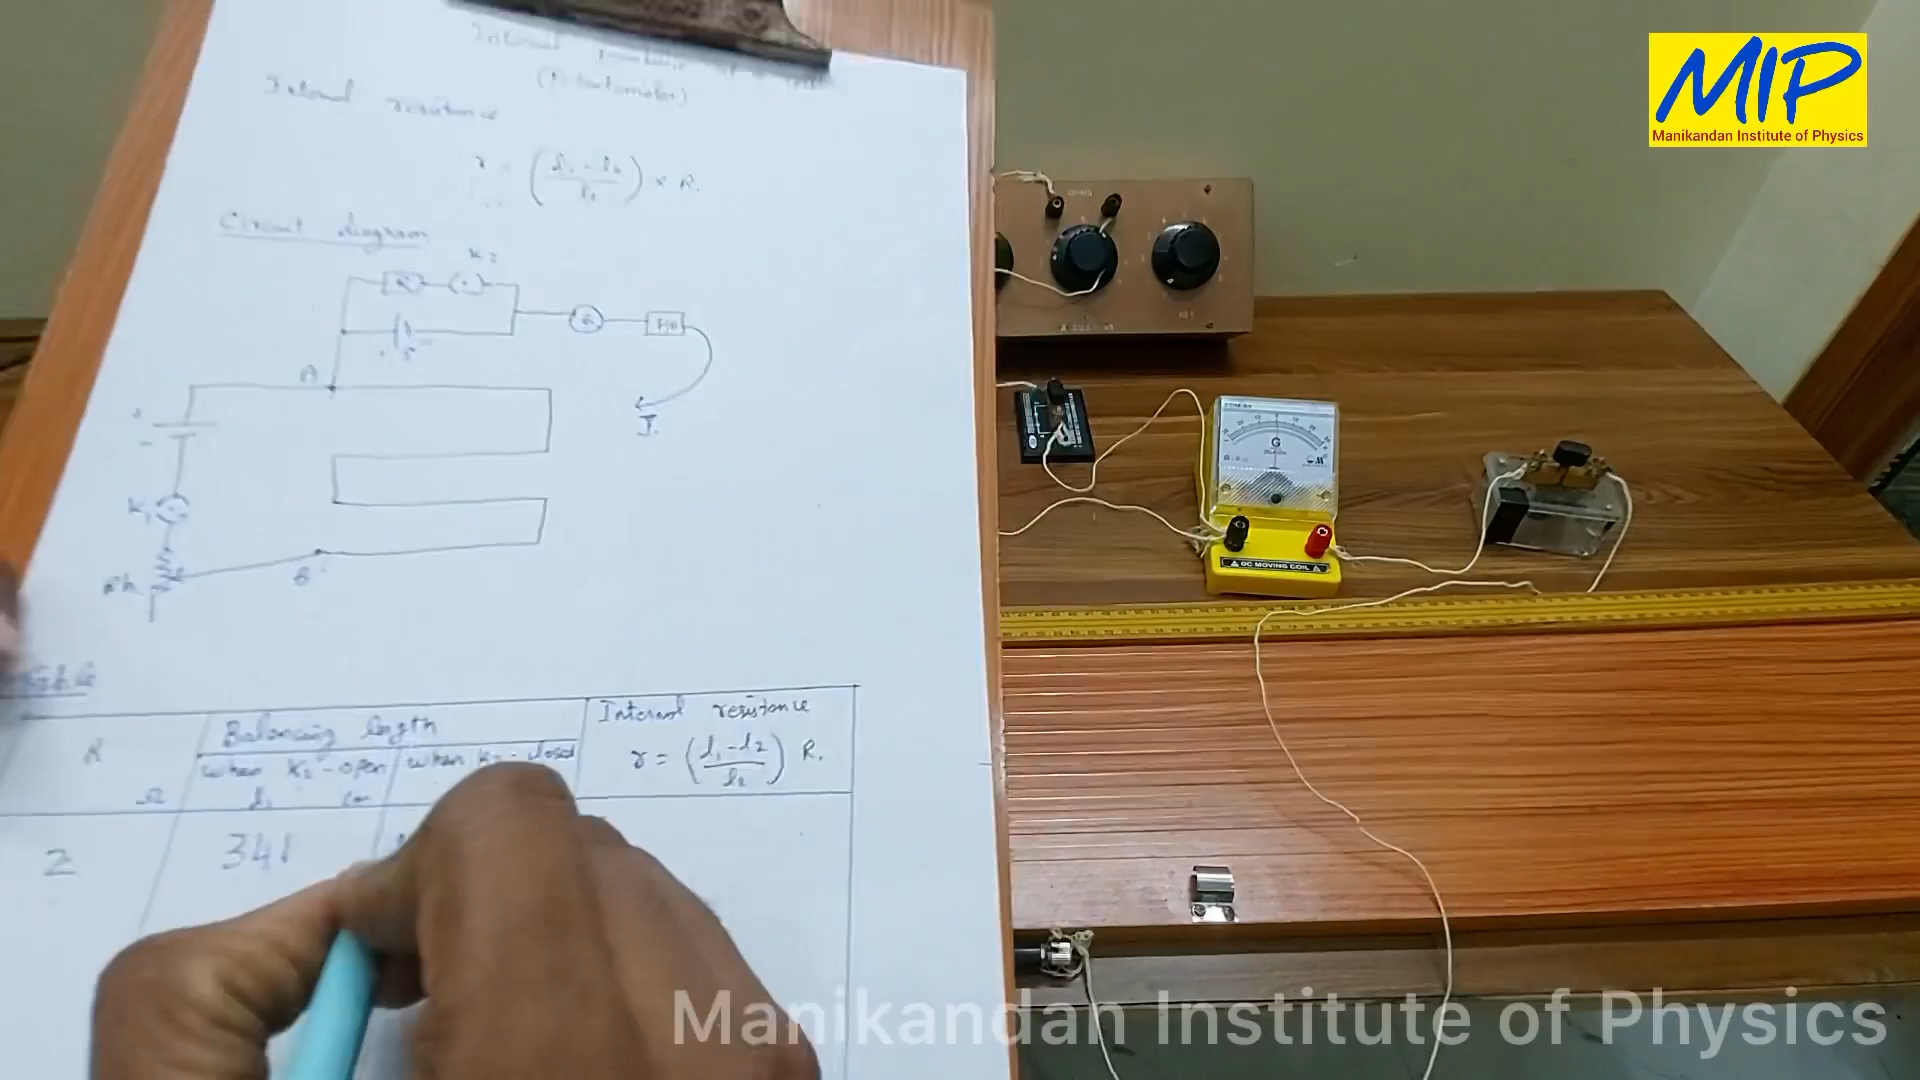 MIP
Manikandan Institute of Physics
Internal
Internal resistance
r = (l₁ - l₂ / l₂) × R.
Circuit diagram
K₂
R
G
A
J.
+
-
K₁
Rh
B
Balancing length
Internal resistance
R
when K₂ - open
when K₂ - closed
r = (l₁ - l₂ / l₂) R.
Ω
l₁ cm
2
341
G
DC MOVING COIL
Manikandan Institute of Physics